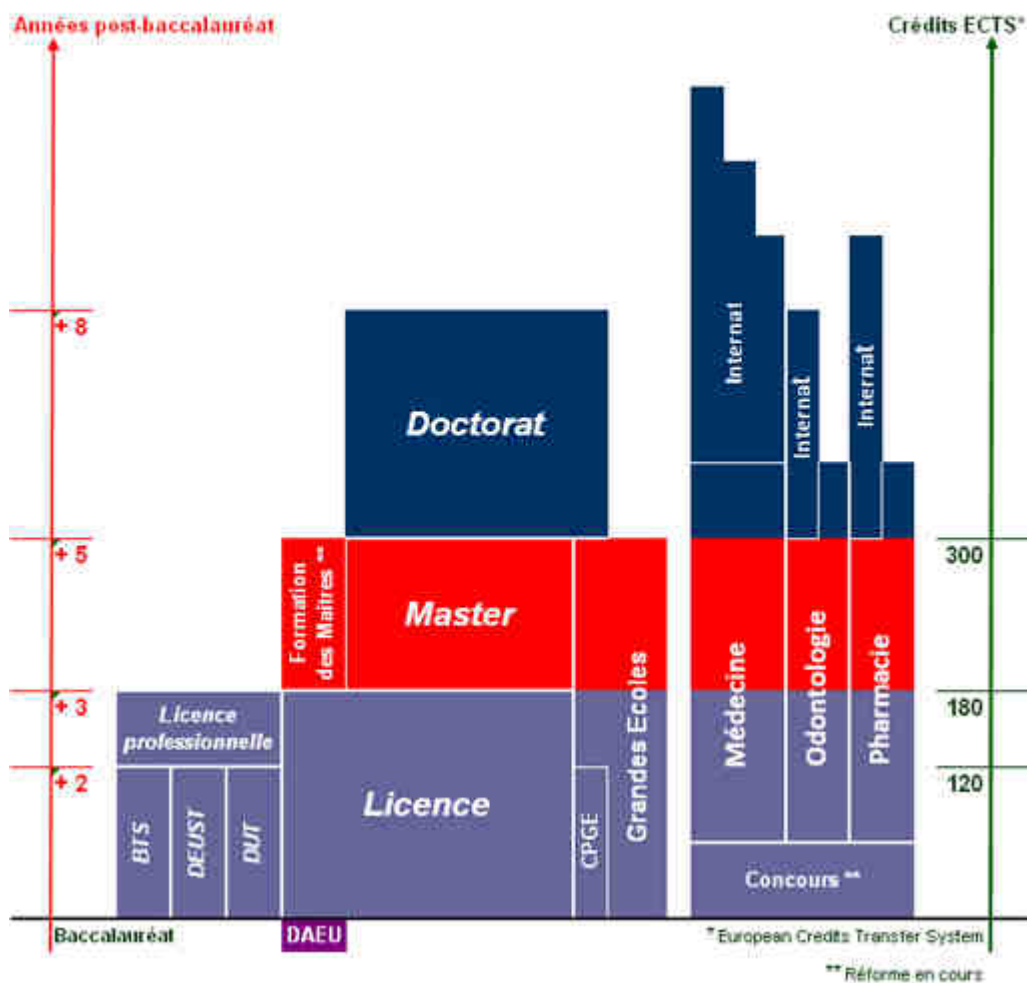 Années post-baccalauréat
Crédits ECTS*
+ 8
Internat
Internat
Internat
Doctorat
+ 5
300
Formation
des Maitres **
Master
Grandes Ecoles
Médecine
Odontologie
Pharmacie
+ 3
180
Licence
professionnelle
+ 2
120
BTS
DEUST
DUT
Licence
CPGE
Concours **
Baccalauréat
DAEU
* European Credits Transfer System
** Réforme en cours